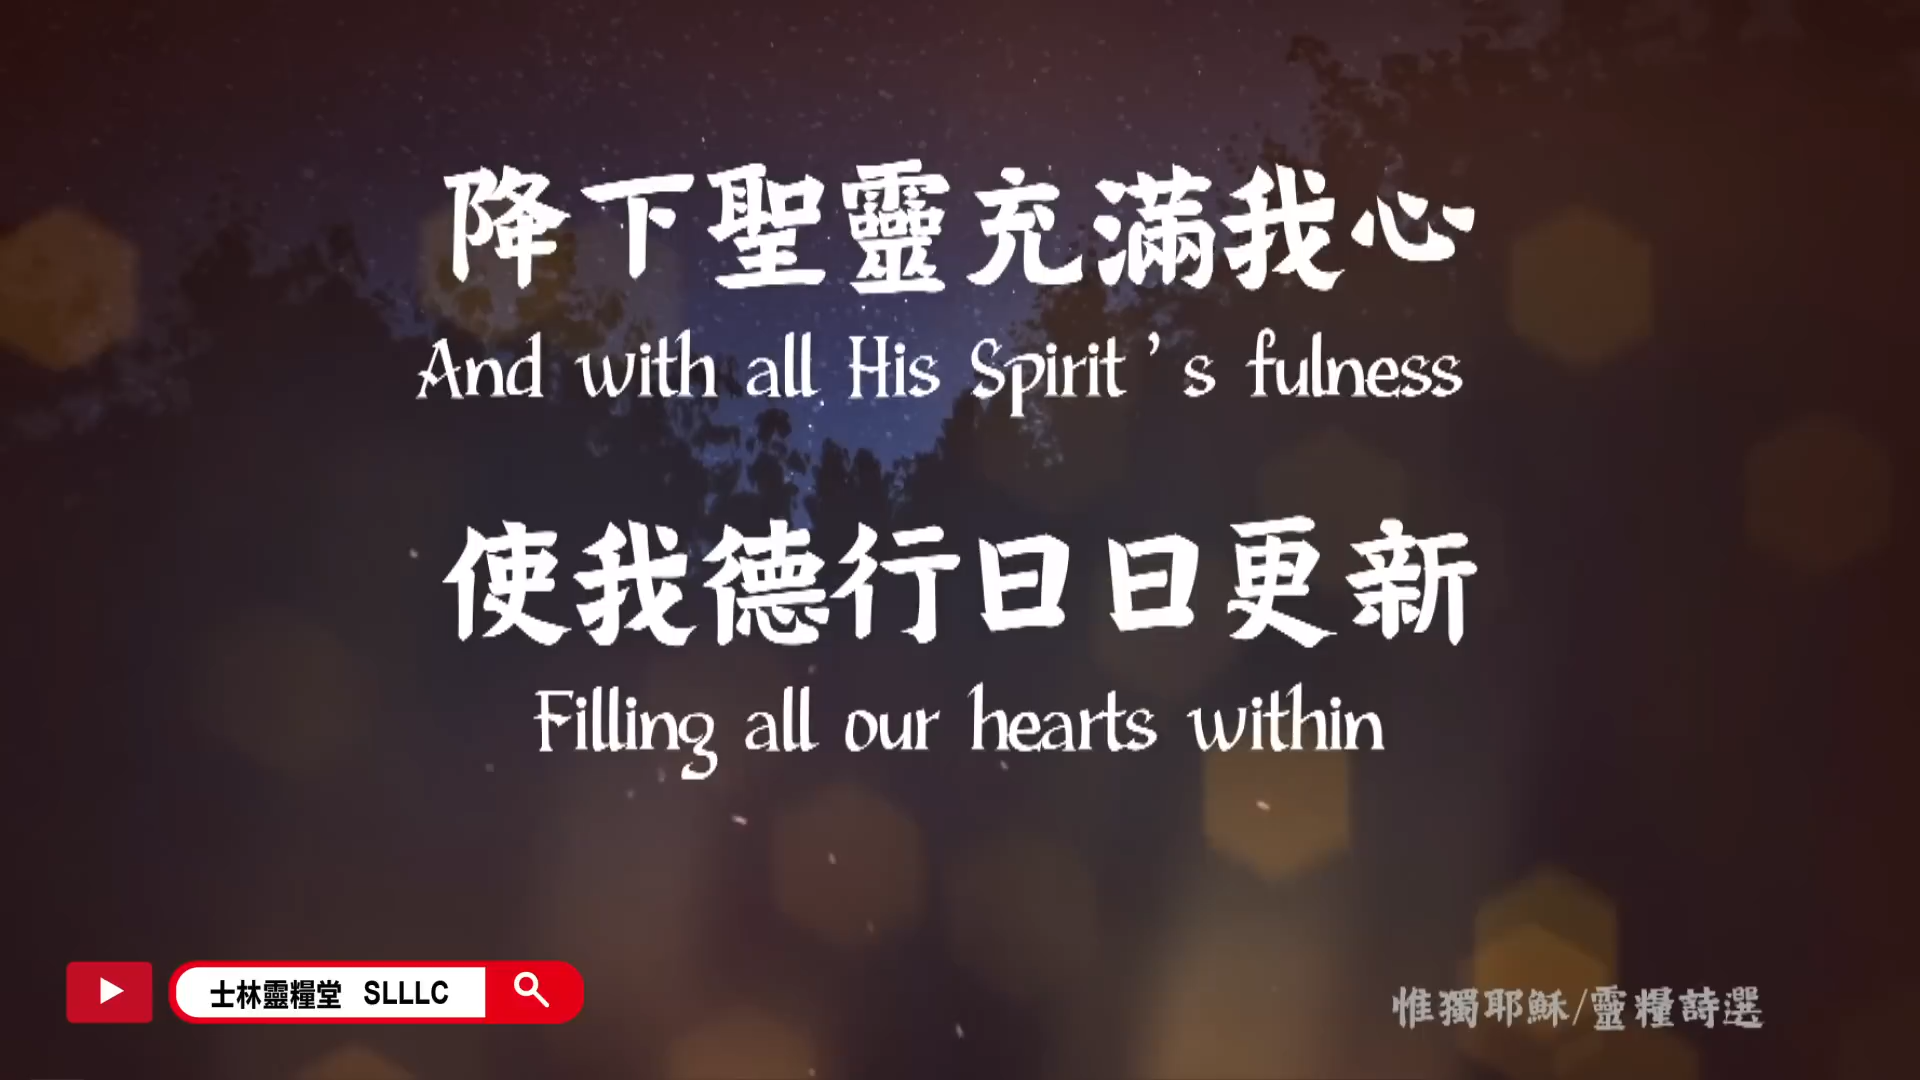 降下聖靈充滿我心
And with all His Spirit's fulness
使我德行日日更新
Filling all our hearts within
士林靈糧堂 SLLLC
惟獨耶穌/靈糧詩選